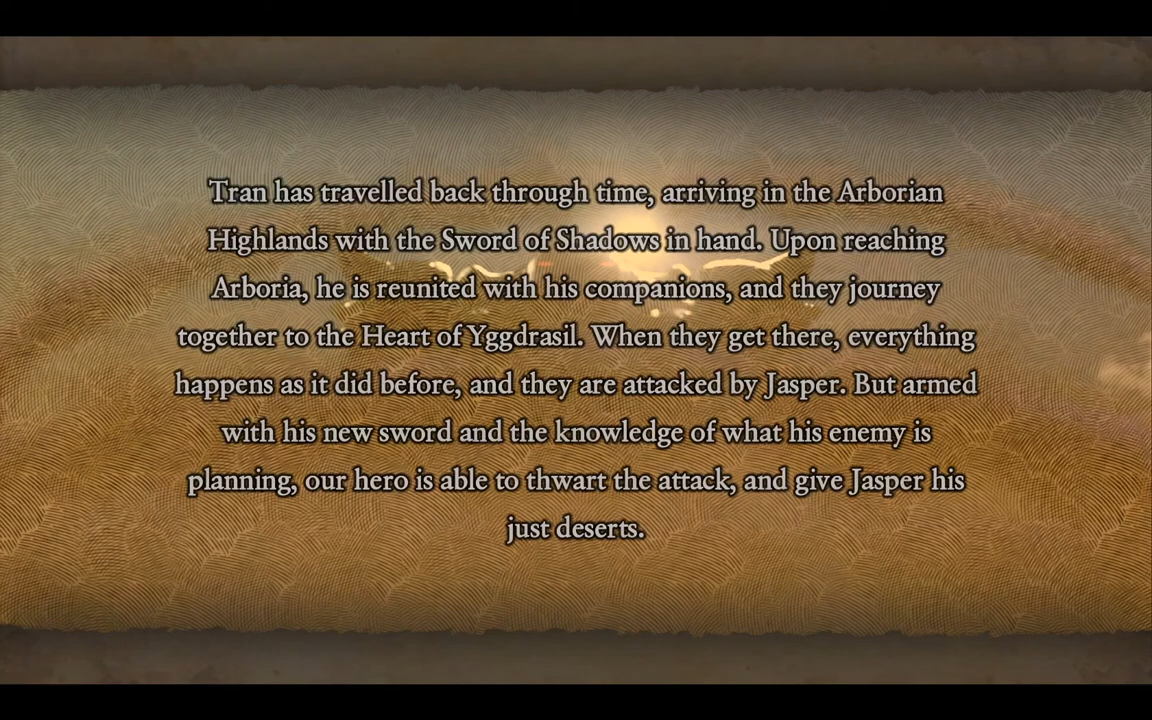 Tran has travelled back through time, arriving in the Arborian
Highlands with the Sword of Shadows in hand. Upon reaching
Arboria, he is reunited with his companions, and they journey
together to the Heart of Yggdrasil. When they get there, everything
happens as it did before, and they are attacked by Jasper. But armed
with his new sword and the knowledge of what his enemy is
planning, our hero is able to thwart the attack, and give Jasper his
just deserts.